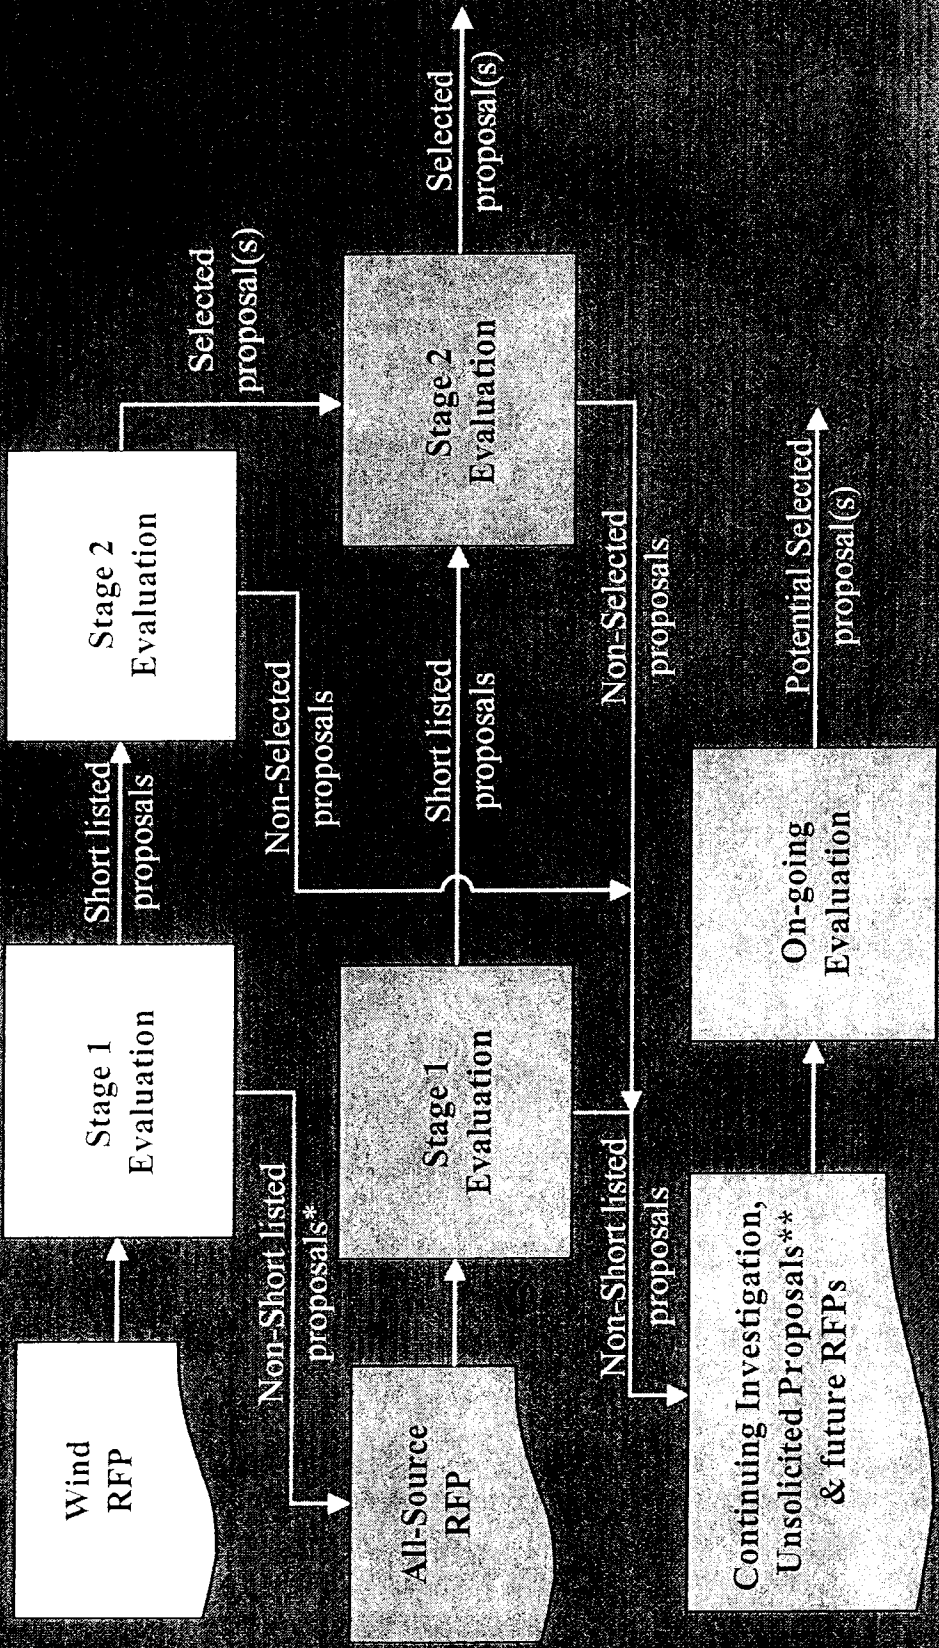 Wind
RFP
Stage 1
Evaluation
Short listed
proposals
Stage 2
Evaluation
Selected
proposal(s)
Non-Short listed
proposals*
Non-Selected
proposals
All-Source
RFP
Stage 1
Evaluation
Short listed
proposals
Stage 2
Evaluation
Selected
proposal(s)
Non-Short listed
proposals
Non-Selected
proposals
Continuing Investigation,
Unsolicited Proposals**
& future RFPs
On-going
Evaluation
Potential Selected
proposal(s)